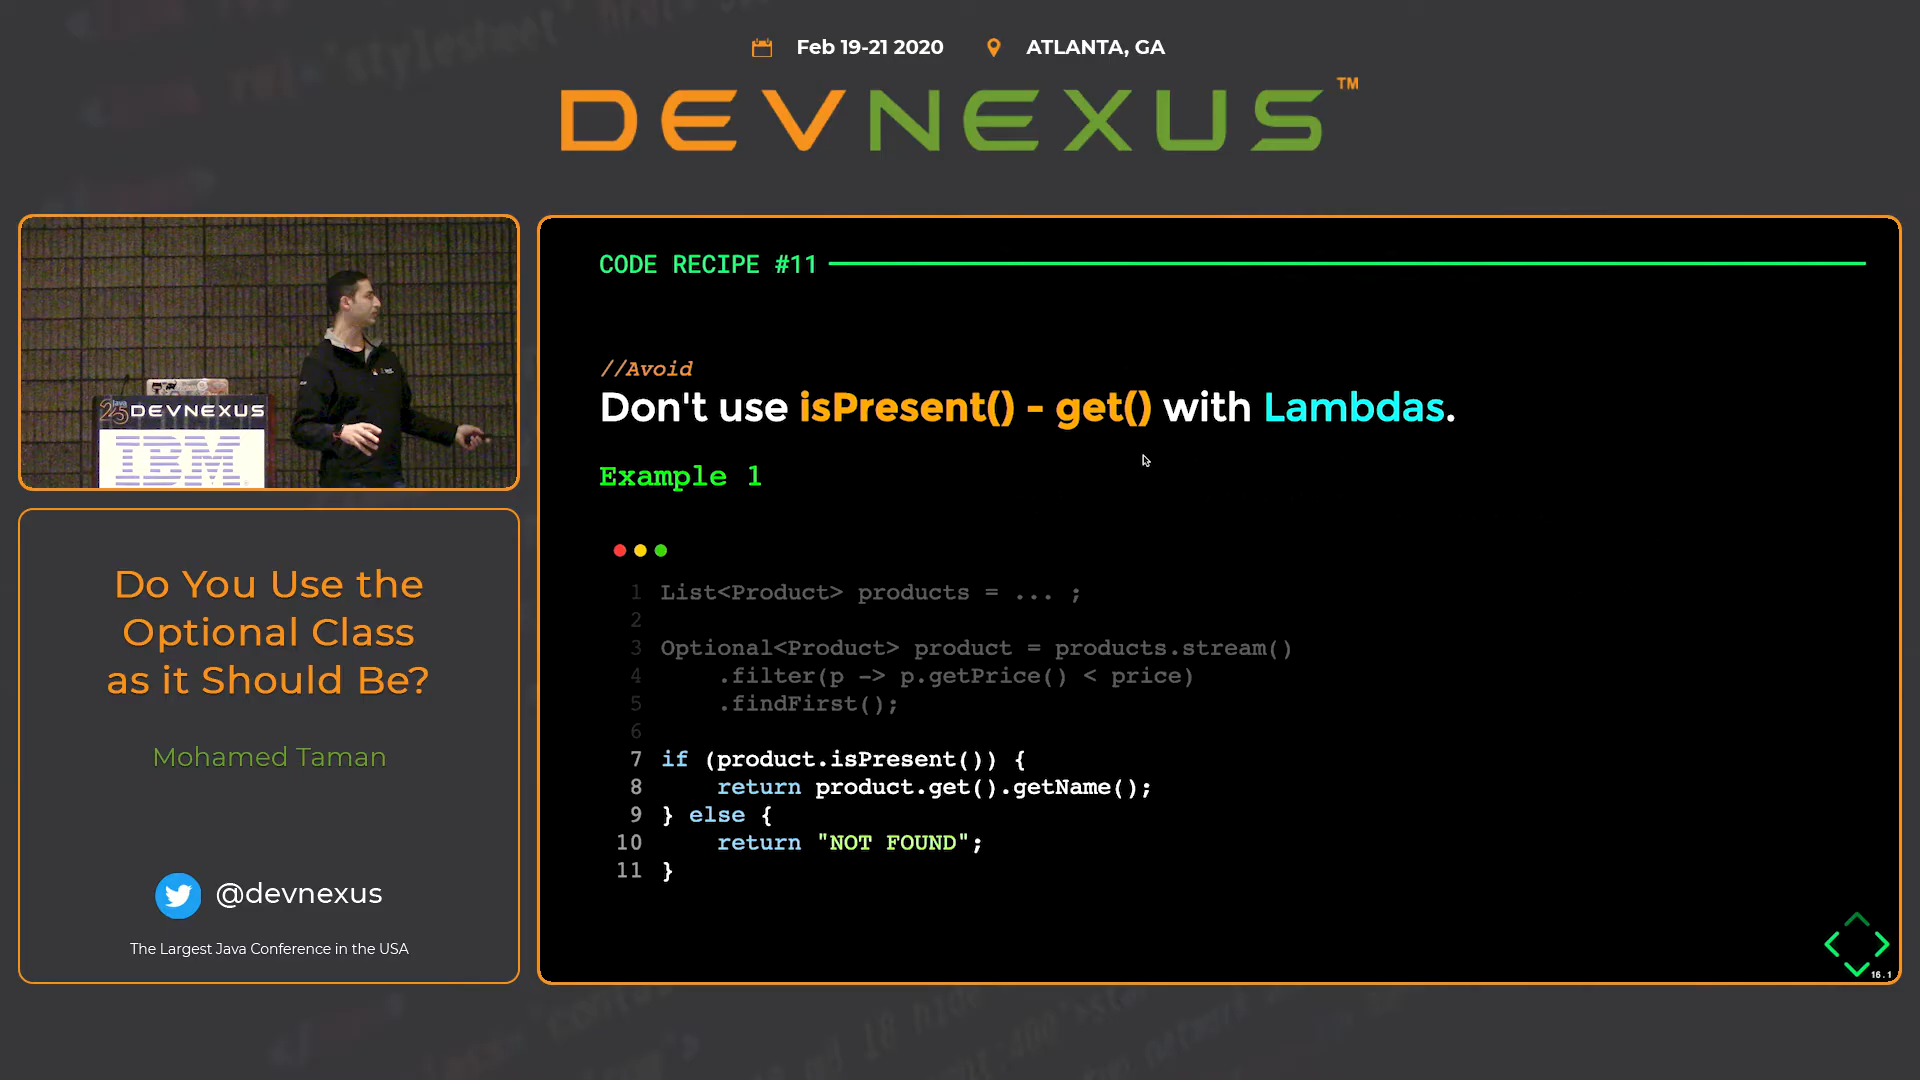 Feb 19-21 2020 ATLANTA, GA
DEVNEXUS™
CODE RECIPE #11
//Avoid
Don't use isPresent() - get() with Lambdas.
Example 1
1 List<Product> products = ... ;
2
3 Optional<Product> product = products.stream()
4 .filter(p -> p.getPrice() < price)
5 .findFirst();
6
7 if (product.isPresent()) {
8 return product.get().getName();
9 } else {
10 return "NOT FOUND";
11 }
16.1
Java
25 DEVNEXUS
IBM
Do You Use the
Optional Class
as it Should Be?
Mohamed Taman
@devnexus
The Largest Java Conference in the USA